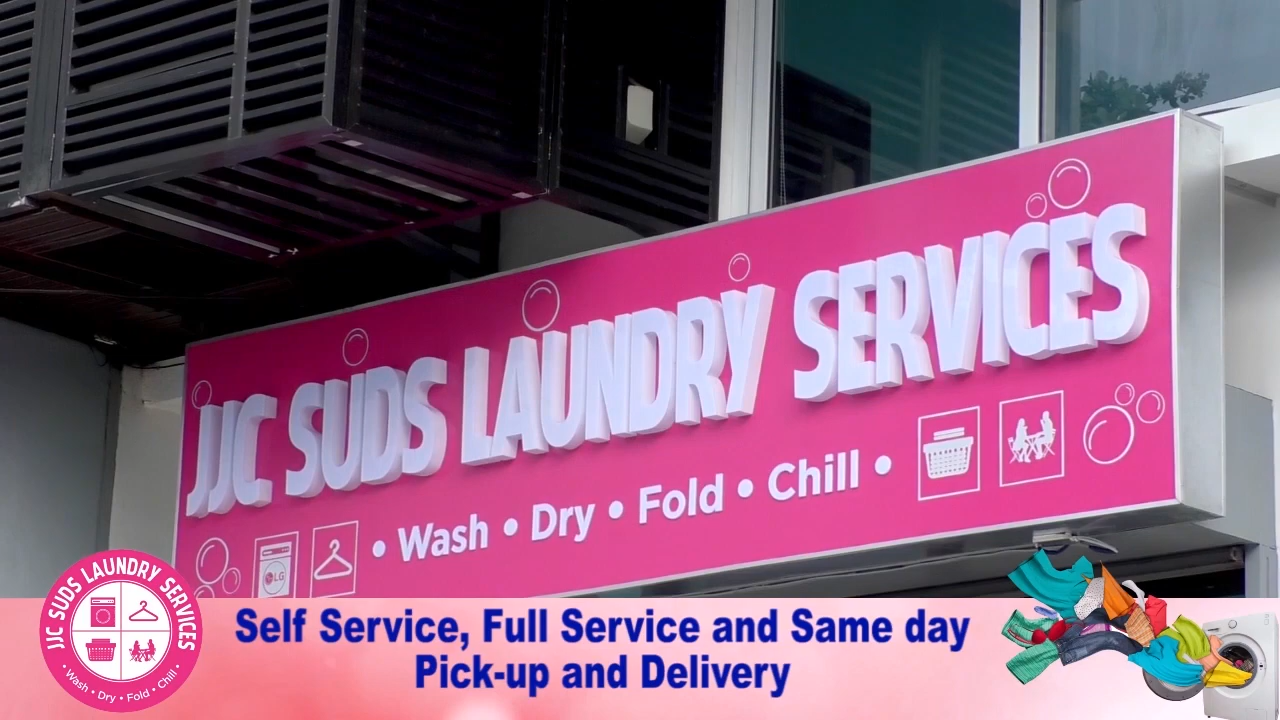 JJC SUDS LAUNDRY SERVICES
• Wash • Dry • Fold • Chill •
LG
JJC SUDS LAUNDRY SERVICES
• Wash • Dry • Fold • Chill •
Self Service, Full Service and Same day
Pick-up and Delivery